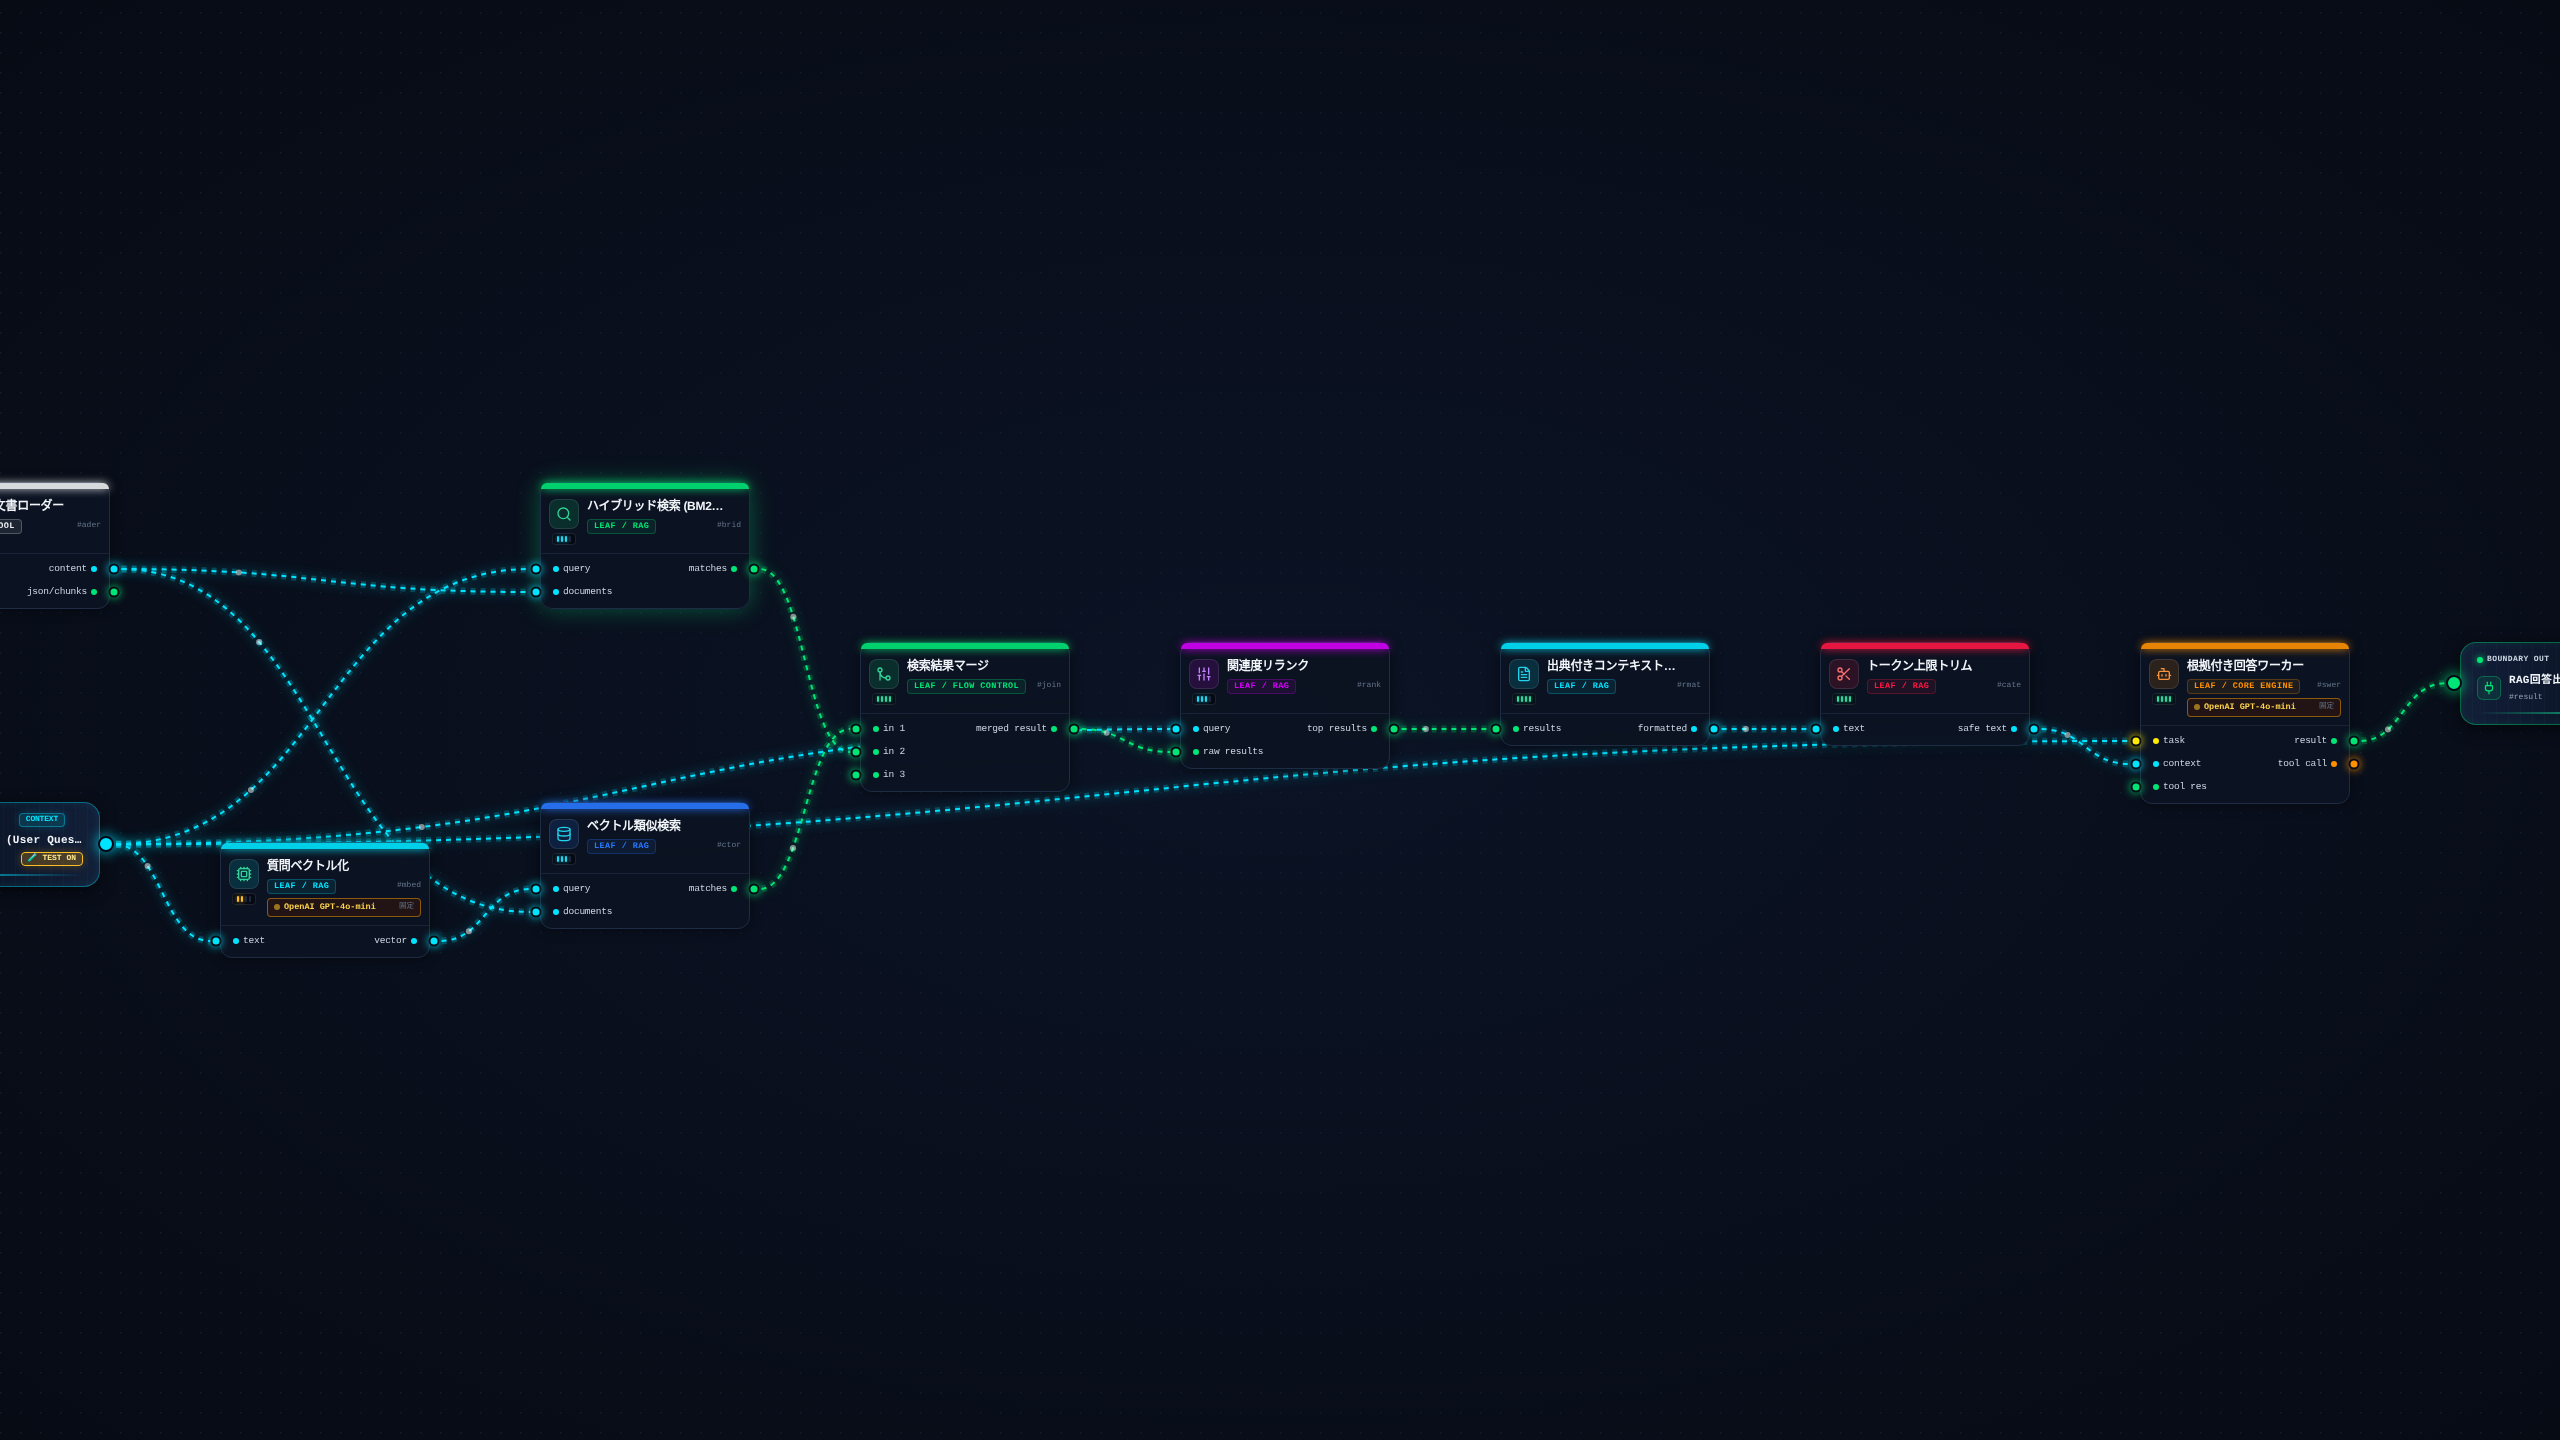 文書ローダー
OOL
#ader
content
json/chunks
CONTEXT
(User Ques…
TEST ON
質問ベクトル化
LEAF / RAG
#mbed
OpenAI GPT-4o-mini
固定
text
vector
ハイブリッド検索 (BM2…
LEAF / RAG
#brid
query
matches
documents
ベクトル類似検索
LEAF / RAG
#ctor
query
matches
documents
検索結果マージ
LEAF / FLOW CONTROL
#join
in 1
merged result
in 2
in 3
関連度リランク
LEAF / RAG
#rank
query
top results
raw results
出典付きコンテキスト…
LEAF / RAG
#rmat
results
formatted
トークン上限トリム
LEAF / RAG
#cate
text
safe text
根拠付き回答ワーカー
LEAF / CORE ENGINE
#swer
OpenAI GPT-4o-mini
固定
task
result
context
tool call
tool res
BOUNDARY OUT
RAG回答出
#result